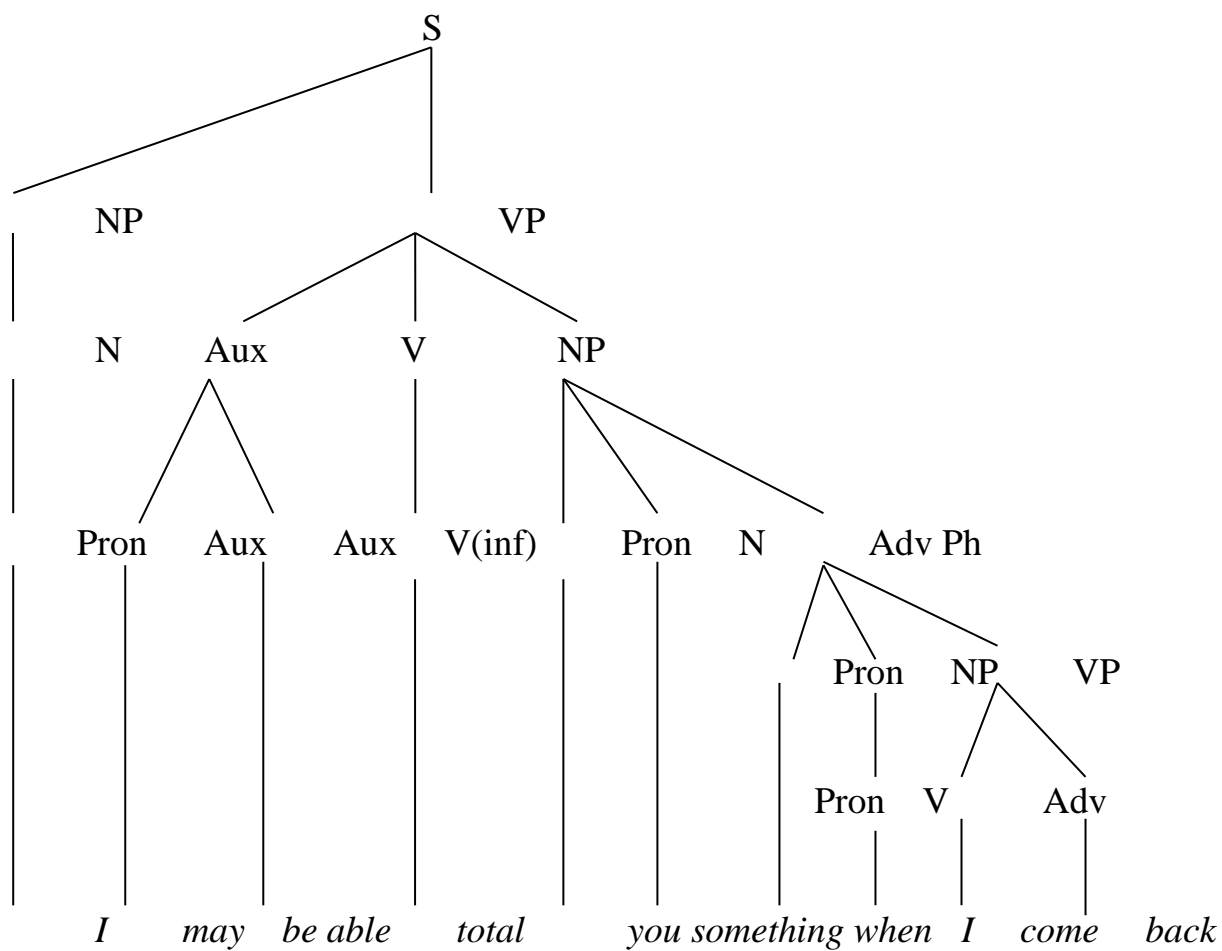 S
NP VP
N Aux V NP
Pron Aux Aux V(inf) Pron N Adv Ph
Pron NP VP
Pron V Adv
I may be able total you something when I come back